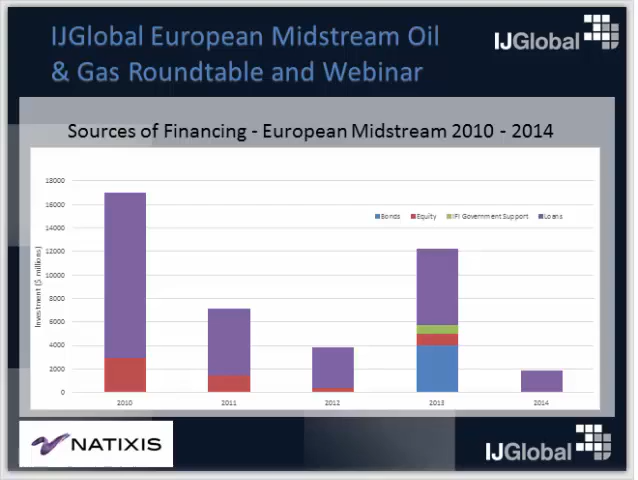 IJGlobal European Midstream Oil
& Gas Roundtable and Webinar
IJGlobal
Sources of Financing - European Midstream 2010 - 2014
18000
16000
14000
12000
10000
8000
6000
4000
2000
0
Investment ($ millions)
Bonds Equity IFI Government Support Loans
2010 2011 2012 2013 2014
NATIXIS
IJGlobal